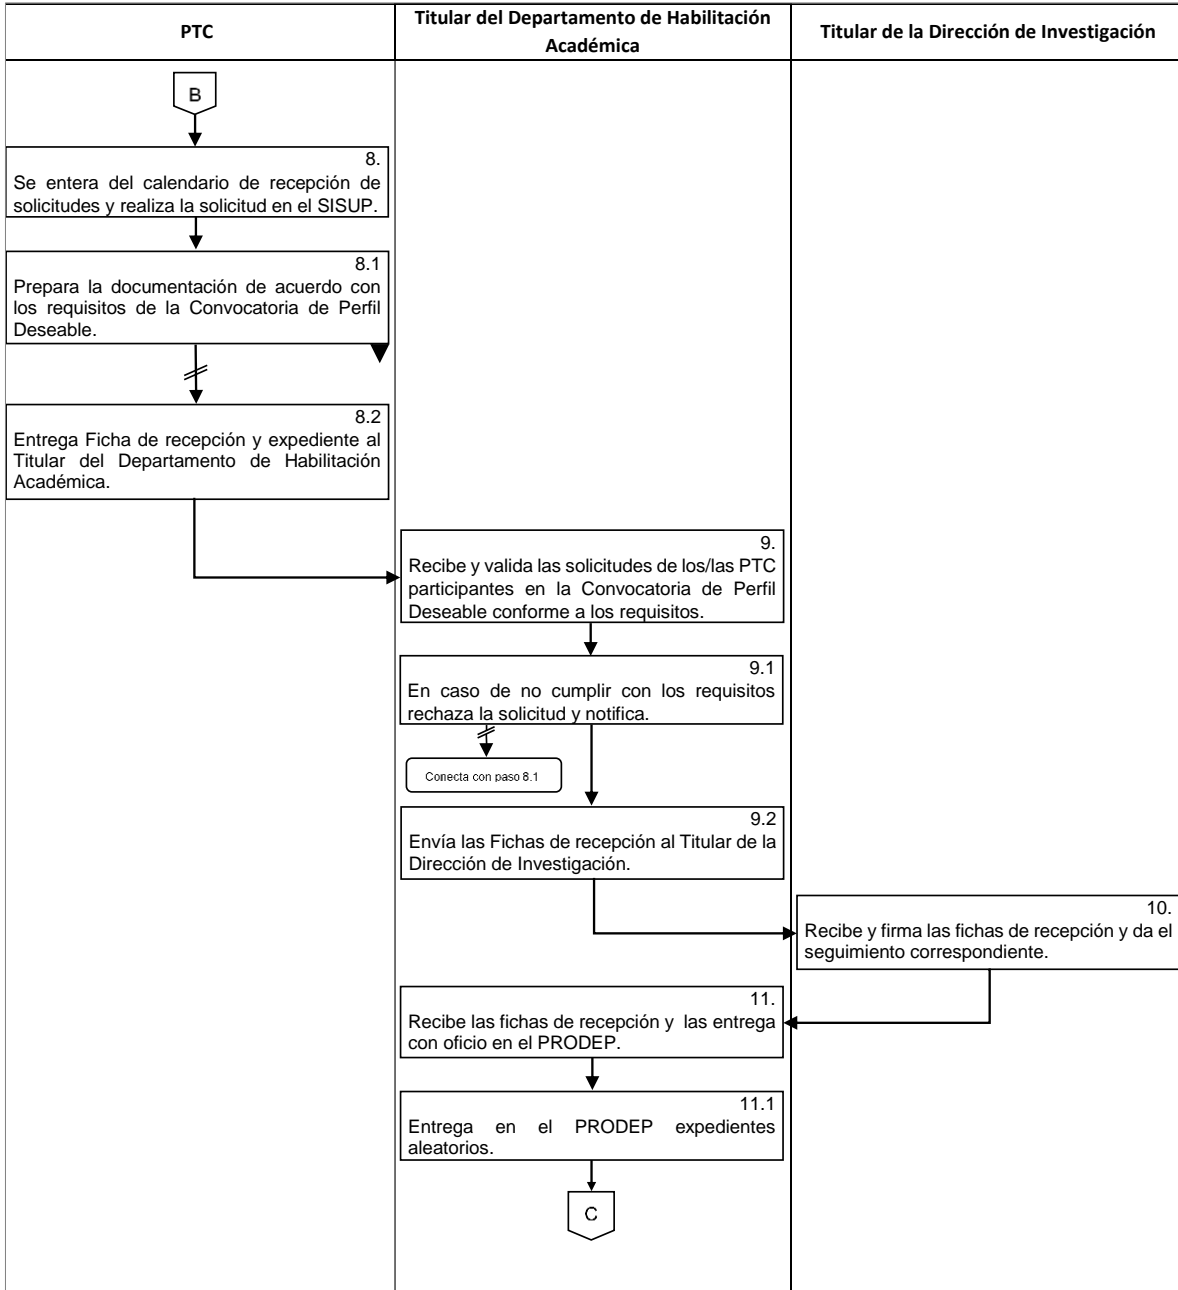 PTC
Titular del Departamento de Habilitación
Académica
Titular de la Dirección de Investigación
B
8.
Se entera del calendario de recepción de
solicitudes y realiza la solicitud en el SISUP.
8.1
Prepara la documentación de acuerdo con
los requisitos de la Convocatoria de Perfil
Deseable.
8.2
Entrega Ficha de recepción y expediente al
Titular del Departamento de Habilitación
Académica.
9.
Recibe y valida las solicitudes de los/las PTC
participantes en la Convocatoria de Perfil
Deseable conforme a los requisitos.
9.1
En caso de no cumplir con los requisitos
rechaza la solicitud y notifica.
Conecta con paso 8.1
9.2
Envía las Fichas de recepción al Titular de la
Dirección de Investigación.
10.
Recibe y firma las fichas de recepción y da el
seguimiento correspondiente.
11.
Recibe las fichas de recepción y las entrega
con oficio en el PRODEP.
11.1
Entrega en el PRODEP expedientes
aleatorios.
C